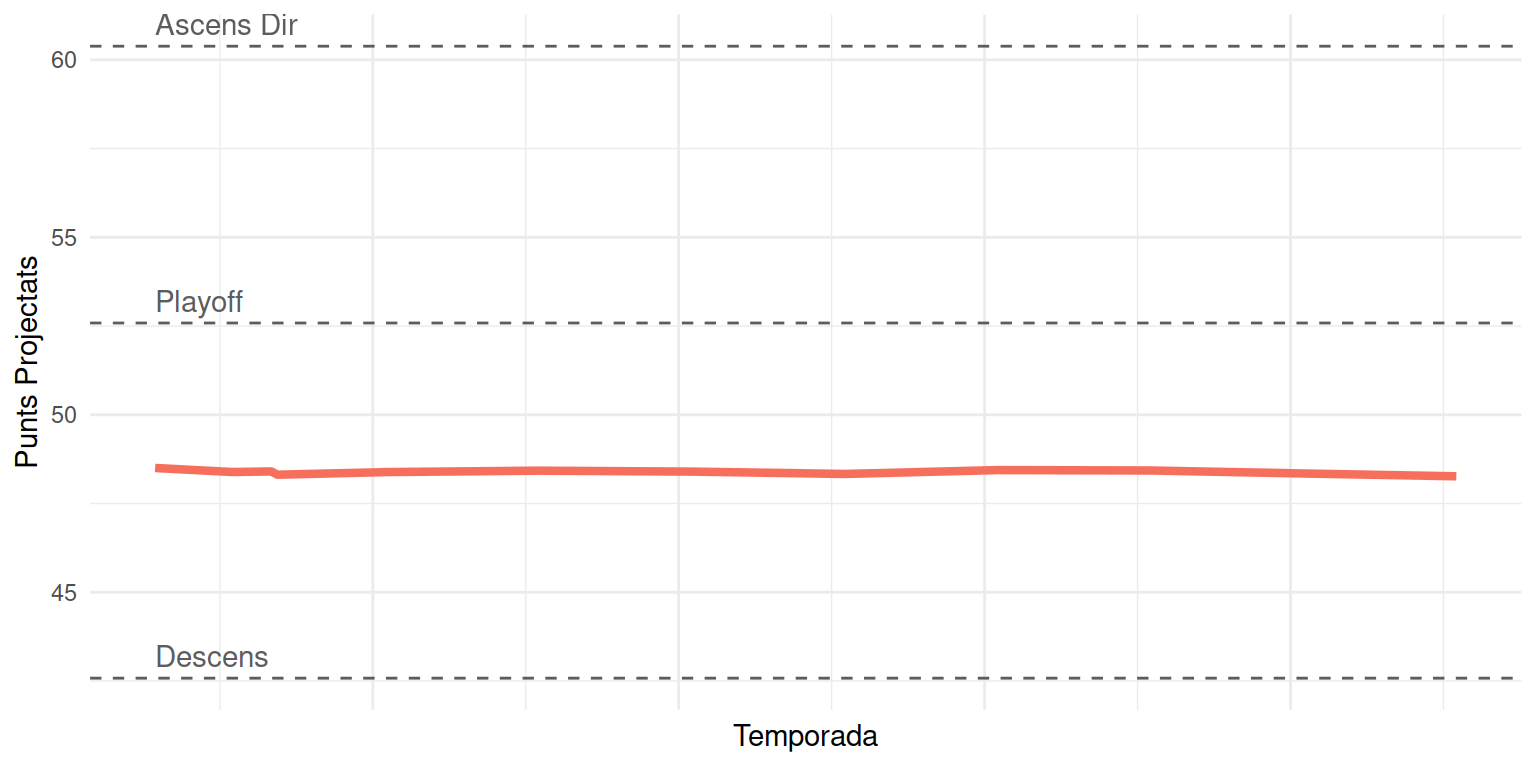 Ascens Dir
60
55
Playoff
Punts Projectats
50
45
Descens
Temporada